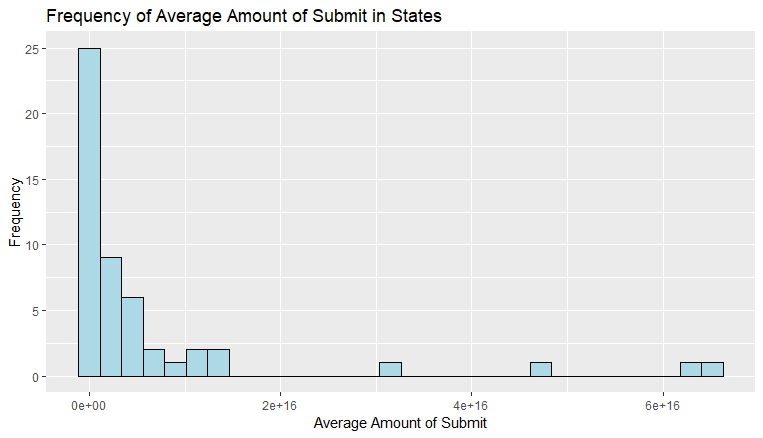 Frequency of Average Amount of Submit in States
25
20
15
10
5
0
Frequency
0e+00 2e+16 4e+16 6e+16
Average Amount of Submit